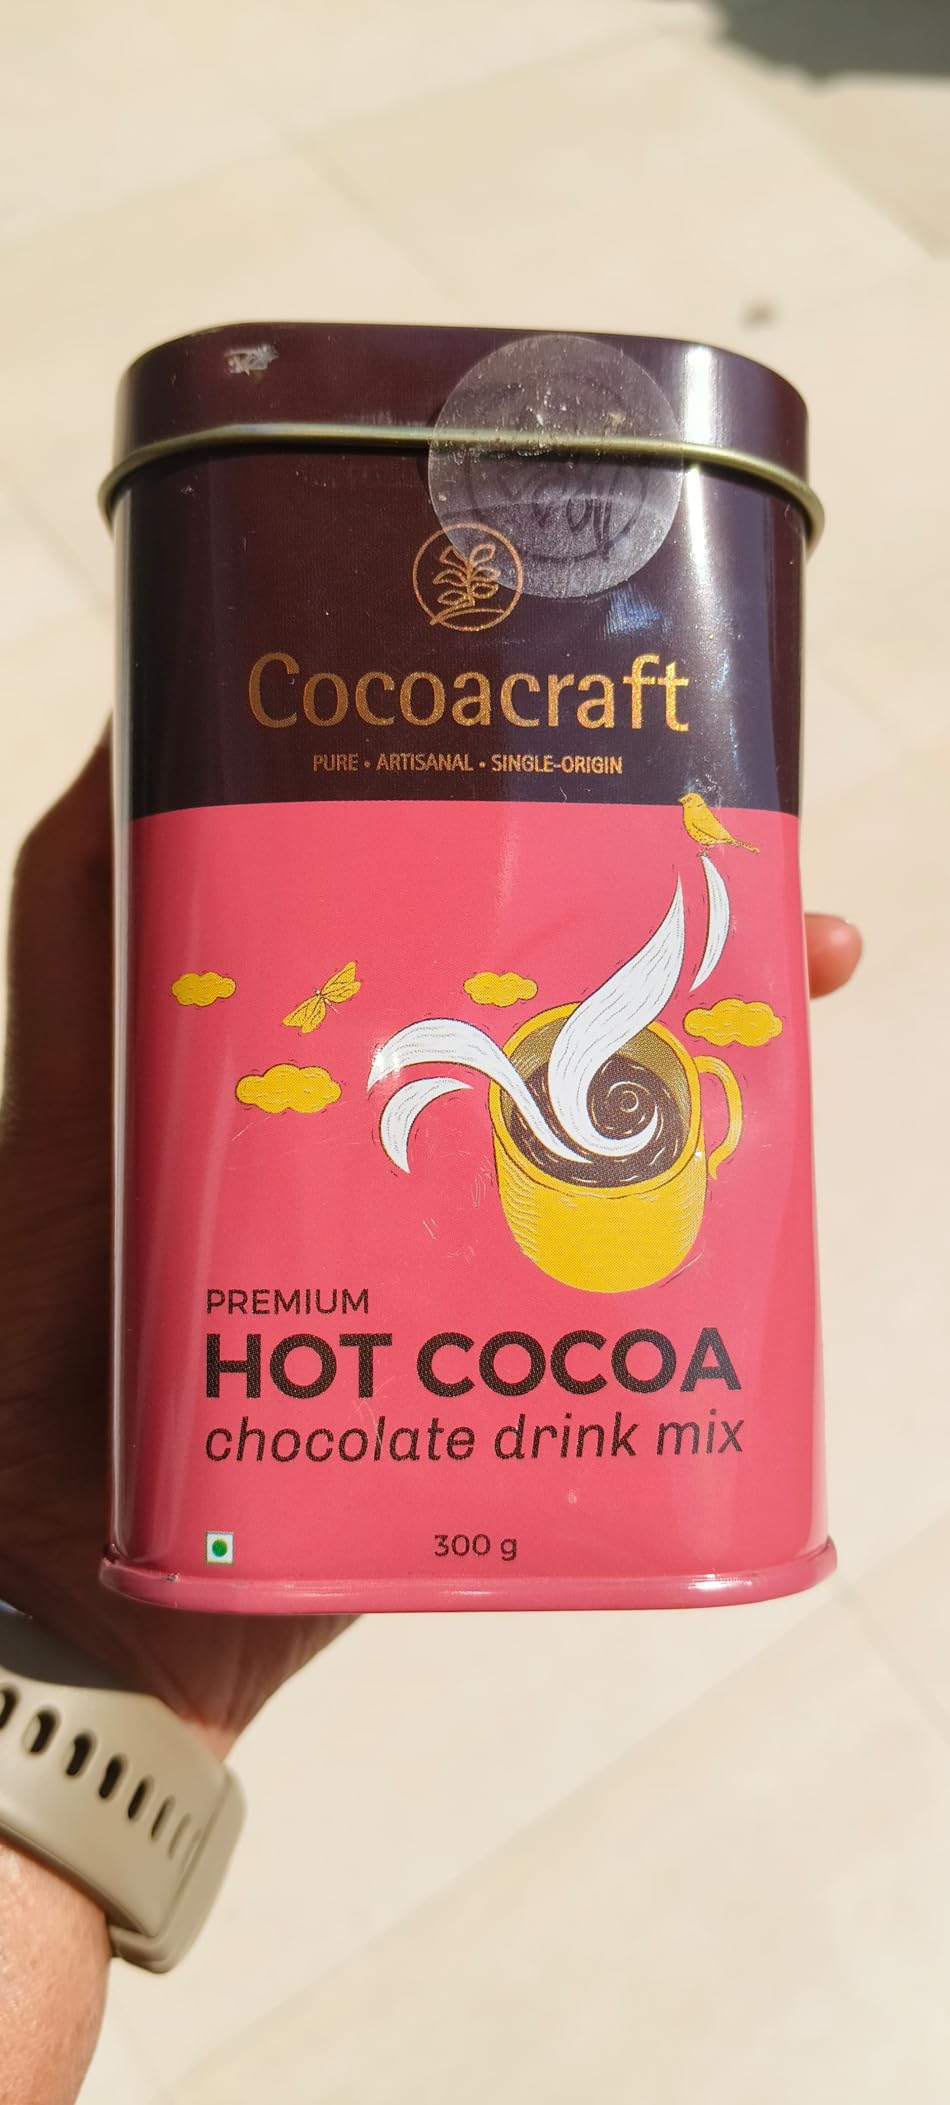 Cocoacraft
PURE • ARTISANAL • SINGLE-ORIGIN
PREMIUM
HOT COCOA
chocolate drink mix
300 g